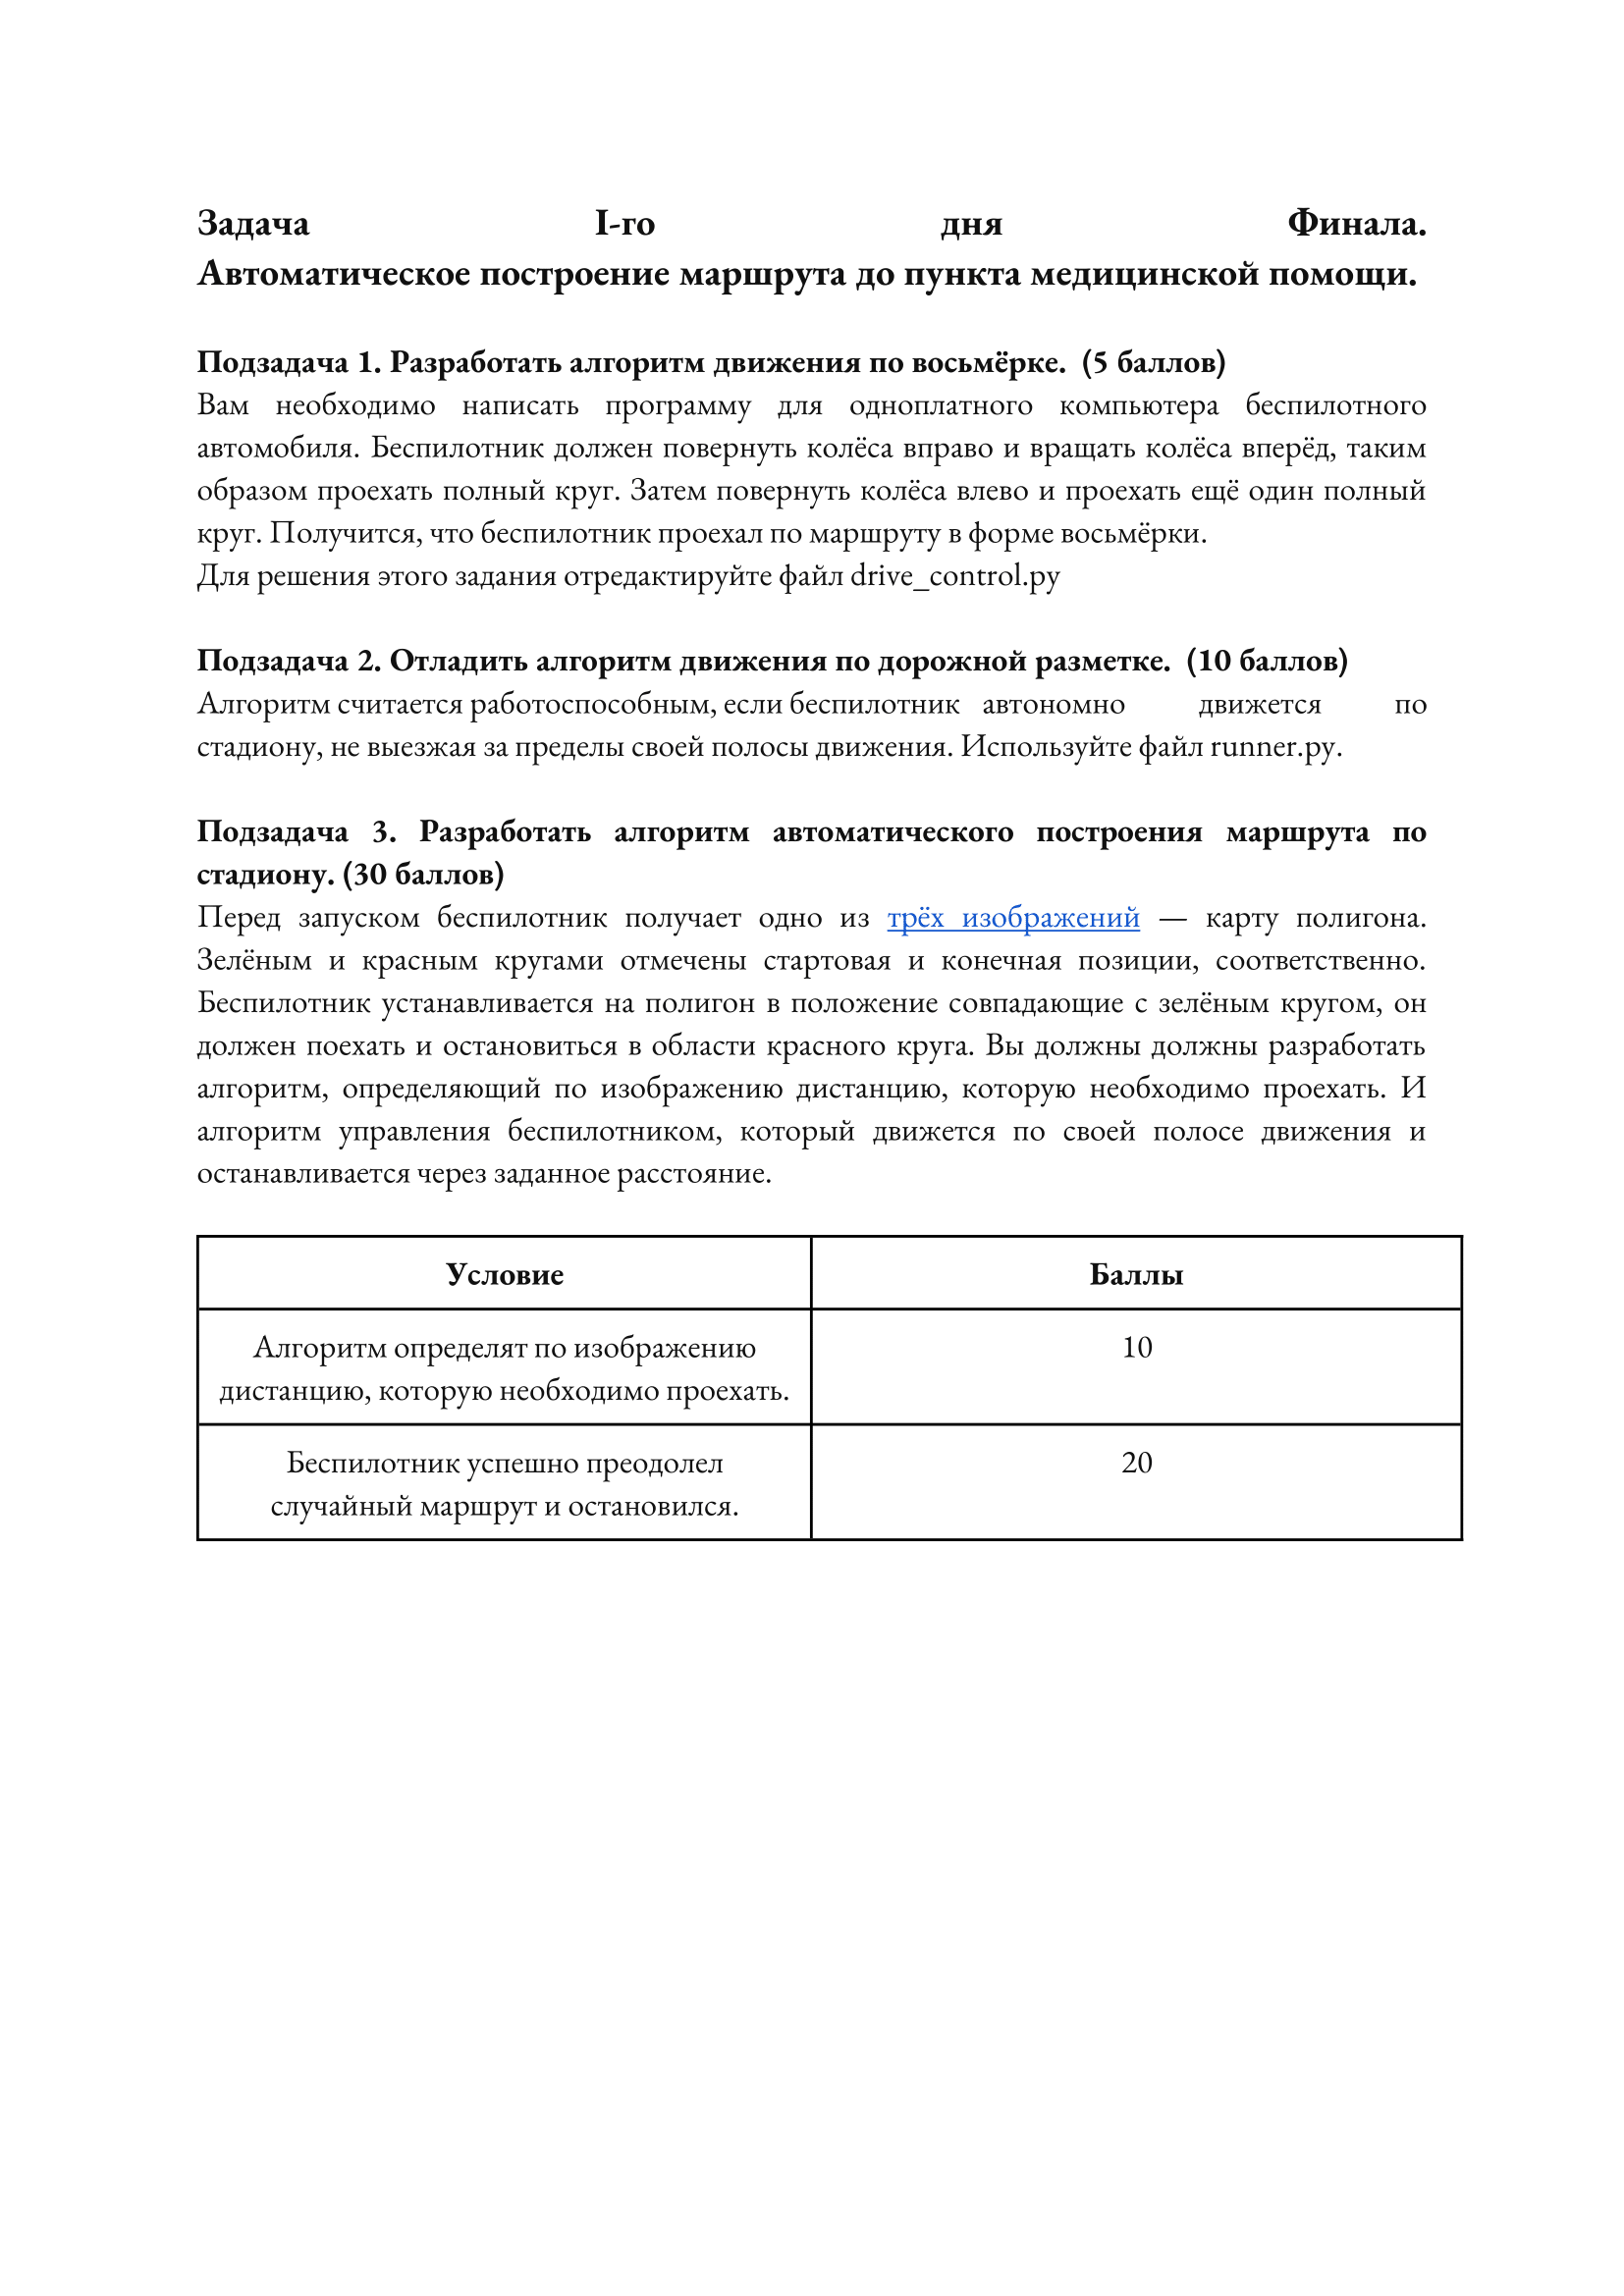 Задача I-го дня Финала.
Автоматическое построение маршрута до пункта медицинской помощи.
Подзадача 1. Разработать алгоритм движения по восьмёрке. (5 баллов)
Вам необходимо написать программу для одноплатного компьютера беспилотного
автомобиля. Беспилотник должен повернуть колёса вправо и вращать колёса вперёд, таким
образом проехать полный круг. Затем повернуть колёса влево и проехать ещё один полный
круг. Получится, что беспилотник проехал по маршруту в форме восьмёрки.
Для решения этого задания отредактируйте файл drive_control.py
Подзадача 2. Отладить алгоритм движения по дорожной разметке. (10 баллов)
Алгоритм считается работоспособным, если беспилотник автономно движется по
стадиону, не выезжая за пределы своей полосы движения. Используйте файл runner.py.
Подзадача 3. Разработать алгоритм автоматического построения маршрута по
стадиону. (30 баллов)
Перед запуском беспилотник получает одно из трёх изображений — карту полигона.
Зелёным и красным кругами отмечены стартовая и конечная позиции, соответственно.
Беспилотник устанавливается на полигон в положение совпадающие с зелёным кругом, он
должен поехать и остановиться в области красного круга. Вы должны должны разработать
алгоритм, определяющий по изображению дистанцию, которую необходимо проехать. И
алгоритм управления беспилотником, который движется по своей полосе движения и
останавливается через заданное расстояние.
Условие
Баллы
Алгоритм определят по изображению
дистанцию, которую необходимо проехать.
10
Беспилотник успешно преодолел
случайный маршрут и остановился.
20